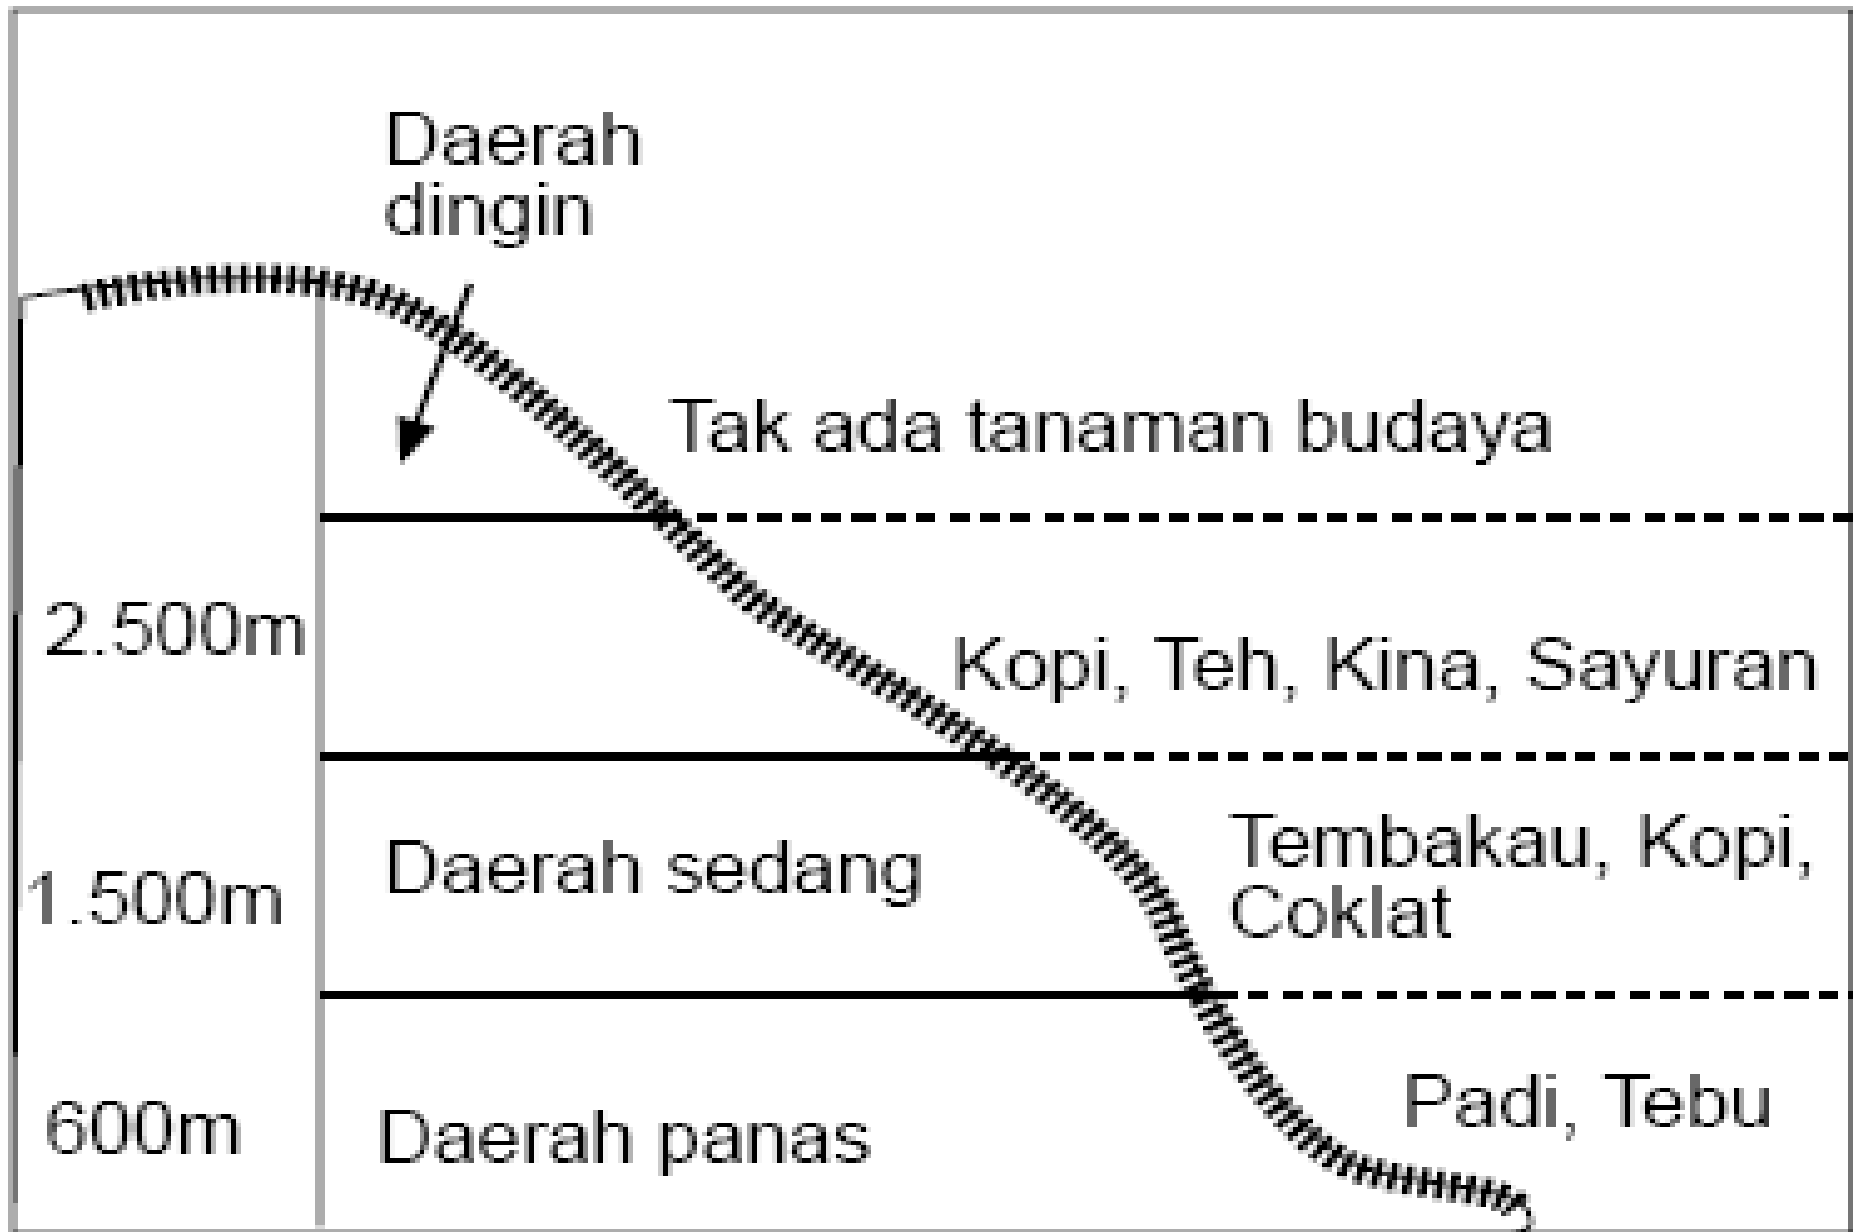 Daerah
dingin
Tak ada tanaman budaya
2.500m
Kopi, Teh, Kina, Sayuran
1.500m
Daerah sedang
Tembakau, Kopi,
Coklat
600m
Daerah panas
Padi, Tebu